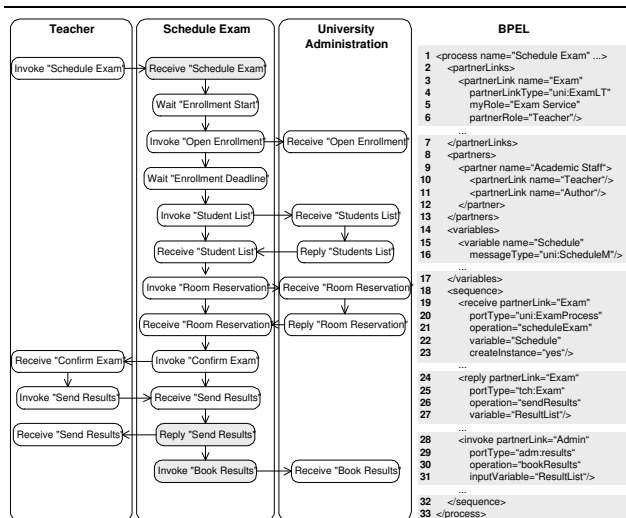 Teacher
Schedule Exam
University
Administration
BPEL
Invoke "Schedule Exam"
Receive "Schedule Exam"
Wait "Enrollment Start"
Invoke "Open Enrollment"
Receive "Open Enrollment"
Wait "Enrollment Deadline"
Invoke "Student List"
Receive "Students List"
Receive "Student List"
Reply "Students List"
Invoke "Room Reservation"
Receive "Room Reservation"
Receive "Room Reservation"
Reply "Room Reservation"
Receive "Confirm Exam"
Invoke "Confirm Exam"
Invoke "Send Results"
Receive "Send Results"
Receive "Send Results"
Reply "Send Results"
Invoke "Book Results"
Receive "Book Results"
1 <process name="Schedule Exam" ...>
2 <partnerLinks>
3 <partnerLink name="Exam"
4 partnerLinkType="uni:ExamLT"
5 myRole="Exam Service"
6 partnerRole="Teacher"/>
...
7 </partnerLinks>
8 <partners>
9 <partner name="Academic Staff“>
10 <partnerLink name=“Teacher“/>
11 <partnerLink name=“Author“/>
12 </partner>
13 </partners>
14 <variables>
15 <variable name="Schedule"
16 messageType="uni:ScheduleM"/>
...
17 </variables>
18 <sequence>
19 <receive partnerLink="Exam"
20 portType="uni:ExamProcess"
21 operation="scheduleExam"
22 variable="Schedule"
23 createInstance="yes"/>
...
24 <reply partnerLink=“Exam“
25 portType=“tch:Exam“
26 operation=“sendResults“
27 variable=“ResultList“/>
...
28 <invoke partnerLink=“Admin“
29 portType=“adm:results“
30 operation=“bookResults“
31 inputVariable=“ResultList“/>
...
32 </sequence>
33 </process>